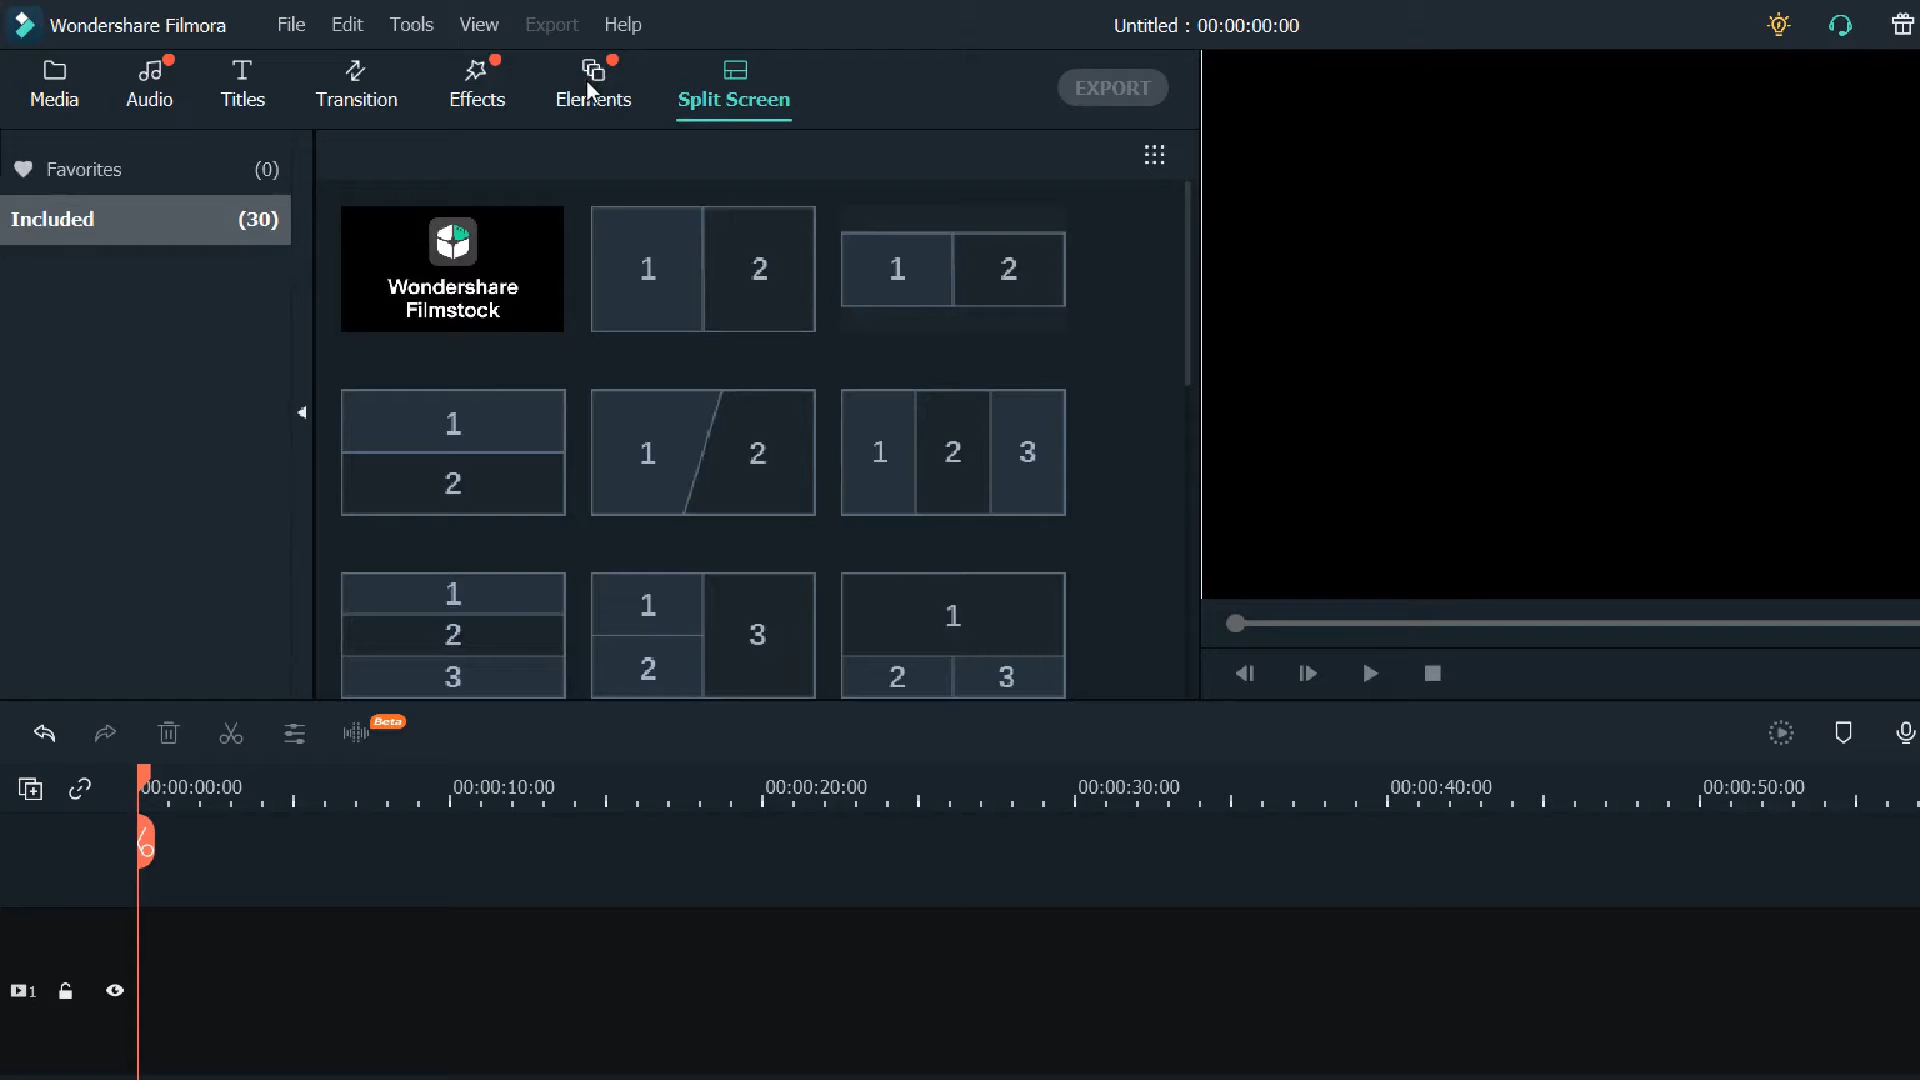 Wondershare Filmora File Edit Tools View Export Help Untitled : 00:00:00:00
Media Audio Titles Transition Effects Elements Split Screen EXPORT
Favorites (0)
Included (30)
Wondershare
Filmstock
1 2
1 2
1
2
1 2
1 2 3
1
2
3
1
2
3
1
2 3
Beta
00:00:00:00 00:00:10:00 00:00:20:00 00:00:30:00 00:00:40:00 00:00:50:00
1